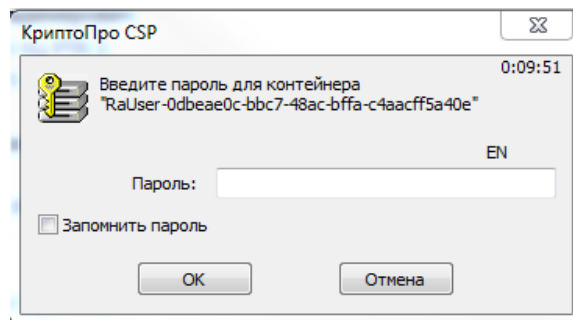 КриптоПро CSP
0:09:51
Введите пароль для контейнера
"RaUser-0dbeae0c-bbc7-48ac-bffa-c4aacff5a40e"
EN
Пароль:
Запомнить пароль
ОК
Отмена